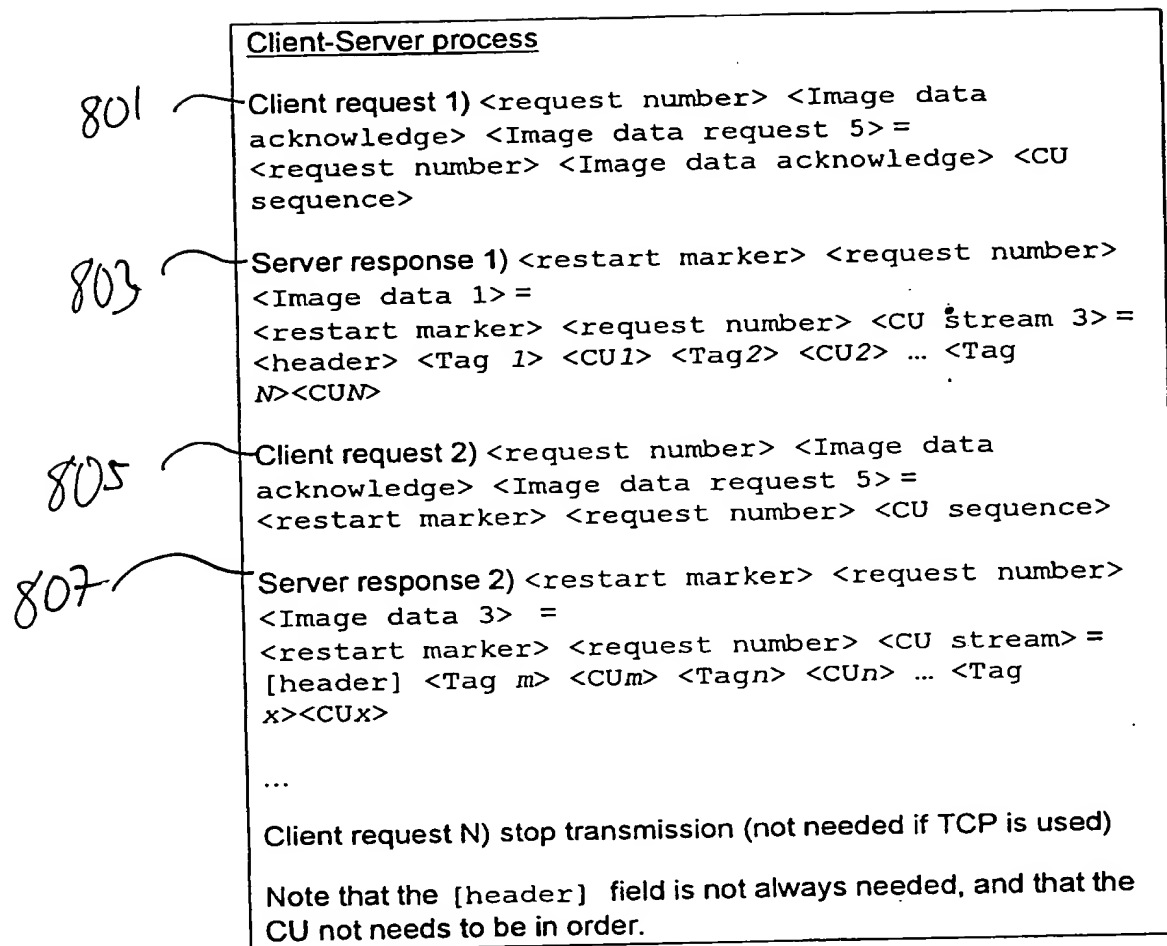 Client-Server process
801
Client request 1) <request number> <Image data
acknowledge> <Image data request 5> =
<request number> <Image data acknowledge> <CU
sequence>
803
Server response 1) <restart marker> <request number>
<Image data 1> =
<restart marker> <request number> <CU stream 3> =
<header> <Tag 1> <CU1> <Tag2> <CU2> … <Tag
N><CUN>
805
Client request 2) <request number> <Image data
acknowledge> <Image data request 5> =
<restart marker> <request number> <CU sequence>
807
Server response 2) <restart marker> <request number>
<Image data 3> =
<restart marker> <request number> <CU stream> =
[header] <Tag m> <CUm> <Tagn> <CUn> … <Tag
x><CUx>
…
Client request N) stop transmission (not needed if TCP is used)
Note that the [header] field is not always needed, and that the
CU not needs to be in order.